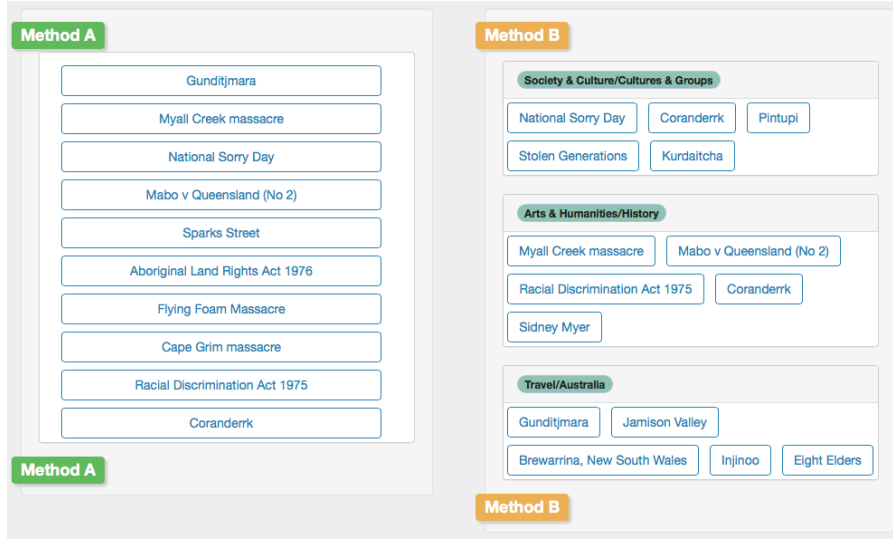 Method A
Gunditjmara
Myall Creek massacre
National Sorry Day
Mabo v Queensland (No 2)
Sparks Street
Aboriginal Land Rights Act 1976
Flying Foam Massacre
Cape Grim massacre
Racial Discrimination Act 1975
Coranderrk
Method A
Method B
Society & Culture/Cultures & Groups
National Sorry Day Coranderrk Pintupi
Stolen Generations Kurdaitcha
Arts & Humanities/History
Myall Creek massacre Mabo v Queensland (No 2)
Racial Discrimination Act 1975 Coranderrk
Sidney Myer
Travel/Australia
Gunditjmara Jamison Valley
Brewarrina, New South Wales Injinoo Eight Elders
Method B